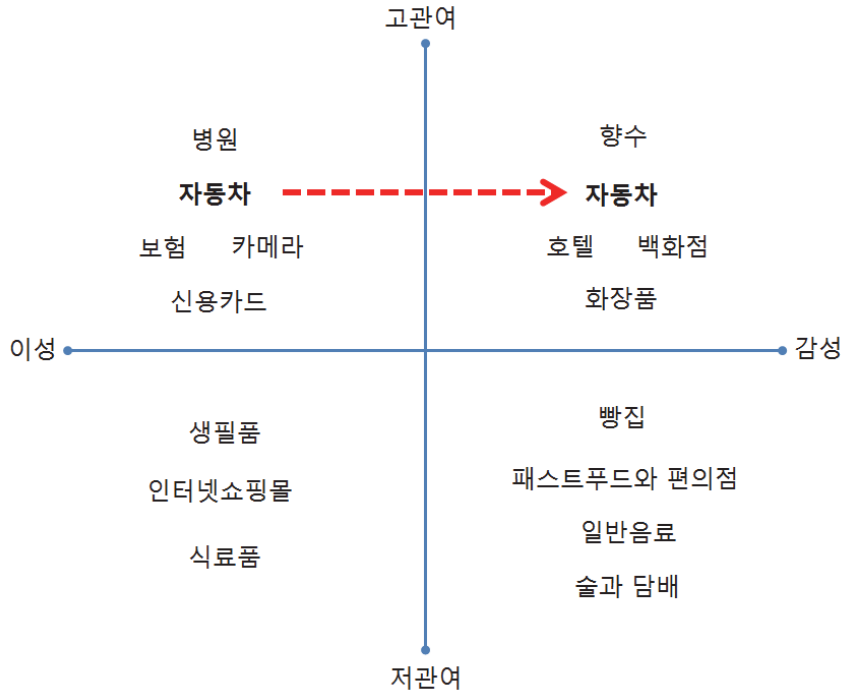 고관여
병원
향수
자동차
자동차
보험 카메라
호텔 백화점
신용카드
화장품
이성
감성
생필품
빵집
인터넷쇼핑몰
패스트푸드와 편의점
식료품
일반음료
술과 담배
저관여